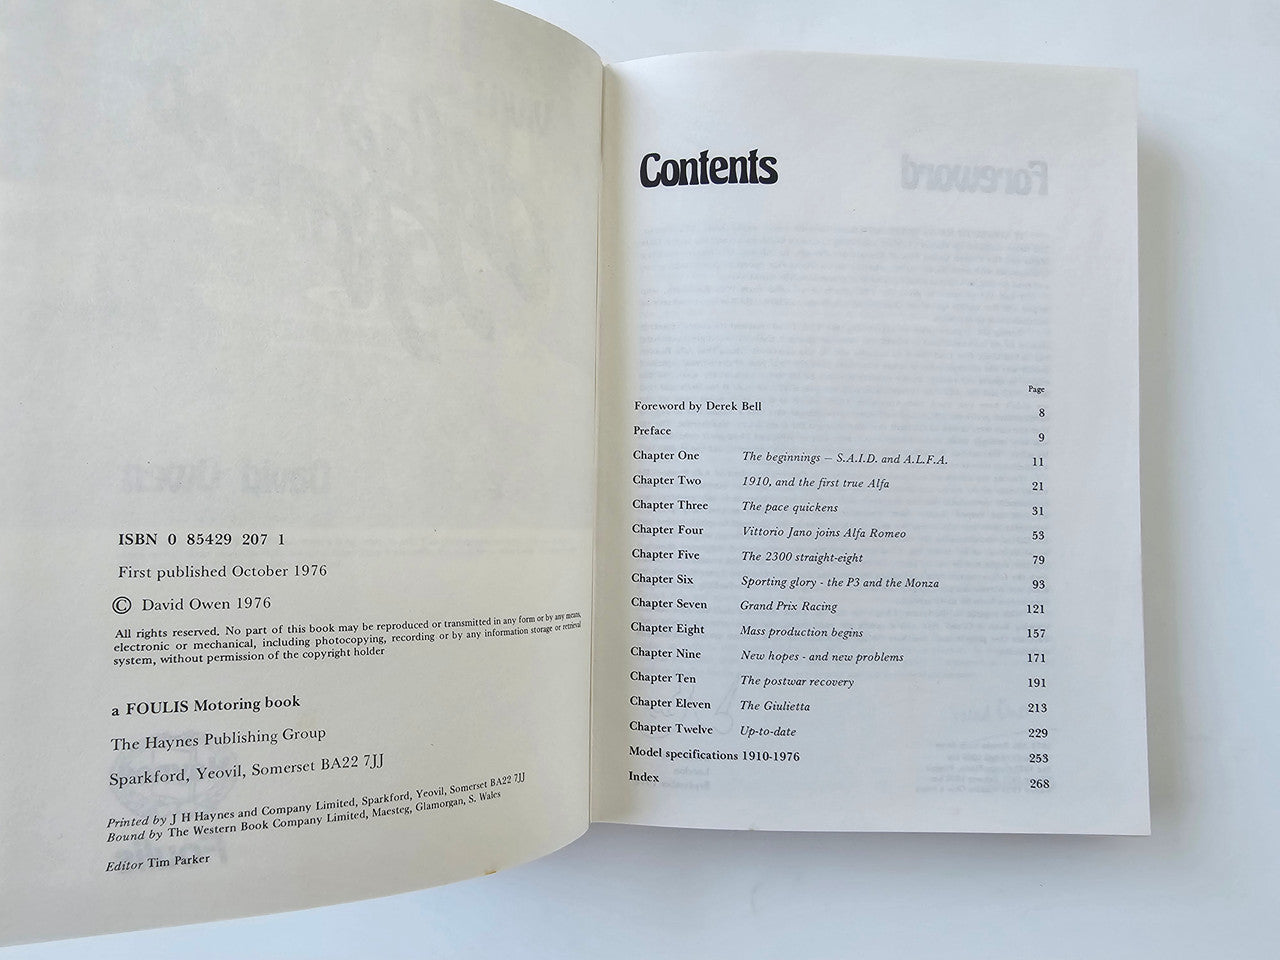 ISBN 0 85429 207 1
First published October 1976
© David Owen 1976
All rights reserved. No part of this book may be reproduced or transmitted in any form or by any means,
electronic or mechanical, including photocopying, recording or by any information storage or retrieval
system, without permission of the copyright holder
a FOULIS Motoring book
The Haynes Publishing Group
Sparkford, Yeovil, Somerset BA22 7JJ
Printed by J H Haynes and Company Limited, Sparkford, Yeovil, Somerset BA22 7JJ
Bound by The Western Book Company Limited, Maesteg, Glamorgan, S. Wales
Editor Tim Parker
Contents
Page
Foreword by Derek Bell 8
Preface 9
Chapter One The beginnings – S.A.I.D. and A.L.F.A. 11
Chapter Two 1910, and the first true Alfa 21
Chapter Three The pace quickens 31
Chapter Four Vittorio Jano joins Alfa Romeo 53
Chapter Five The 2300 straight-eight 79
Chapter Six Sporting glory - the P3 and the Monza 93
Chapter Seven Grand Prix Racing 121
Chapter Eight Mass production begins 157
Chapter Nine New hopes - and new problems 171
Chapter Ten The postwar recovery 191
Chapter Eleven The Giulietta 213
Chapter Twelve Up-to-date 229
Model specifications 1910-1976 253
Index 268